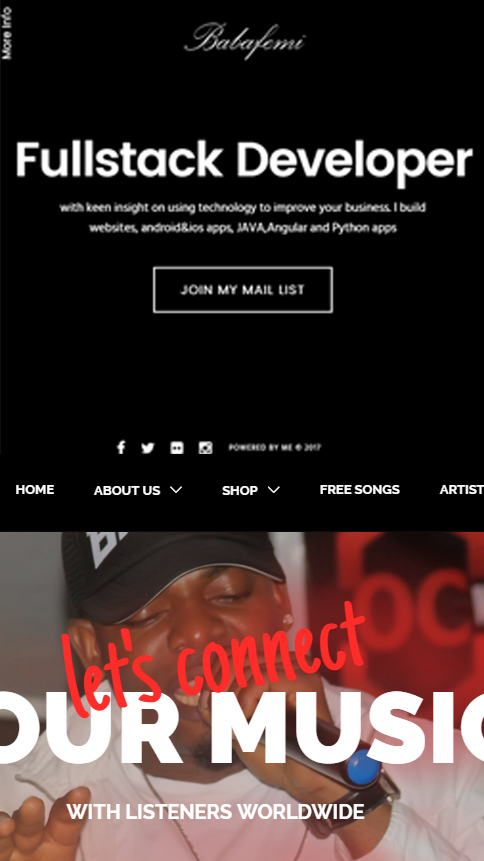 More Info
Babafemi
Fullstack Developer
with keen insight on using technology to improve your business. I build
websites, android&ios apps, JAVA,Angular and Python apps
JOIN MY MAIL LIST
POWERED BY ME © 2017
HOME ABOUT US SHOP FREE SONGS ARTIST
let's connect
OUR MUSIC
WITH LISTENERS WORLDWIDE
OC